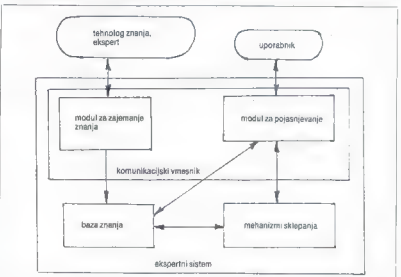 tehnolog znanja,
ekspert
uporabnik
modul za zajemanje
znanja
modul za pojasnjevanje
komunikacijski vmesnik
baza znanja
mehanizmi sklepanja
ekspertni sistem